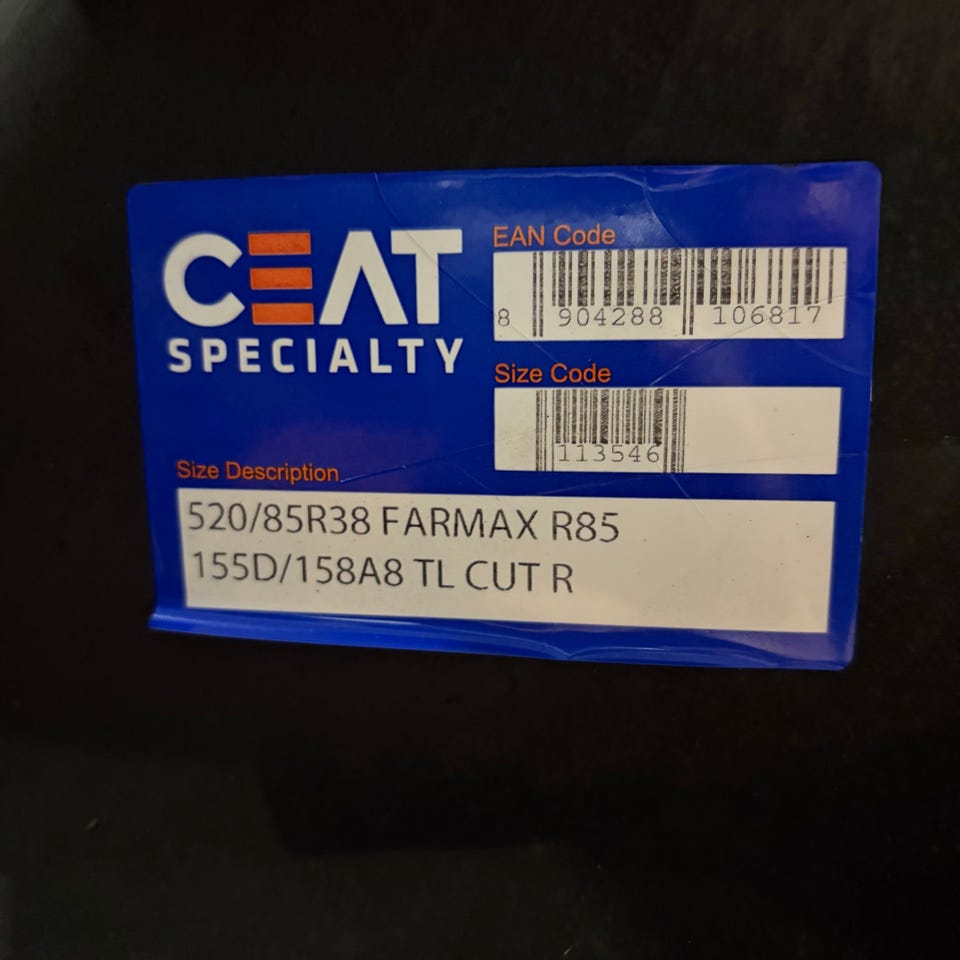 CEAT
SPECIALTY
EAN Code
8 904288 106817
Size Code
113546
Size Description
520/85R38 FARMAX R85
155D/158A8 TL CUT R